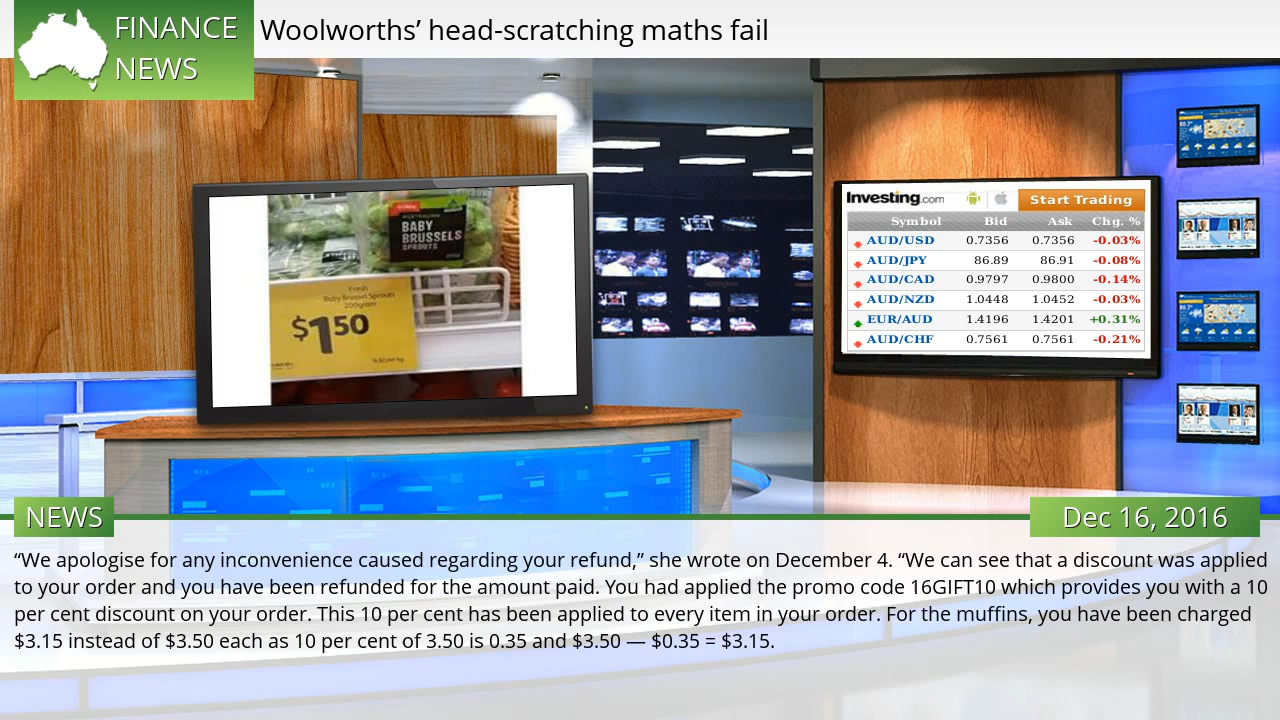 FINANCE
NEWS
Woolworths’ head-scratching maths fail
AUSTRALIAN
BABY
BRUSSELS
SPROUTS
Fresh
Baby Brussel Sprouts
200gram
$1 50
Investing.com
Start Trading
Symbol Bid Ask Chg. %
AUD/USD 0.7356 0.7356 -0.03%
AUD/JPY 86.89 86.91 -0.08%
AUD/CAD 0.9797 0.9800 -0.14%
AUD/NZD 1.0448 1.0452 -0.03%
EUR/AUD 1.4196 1.4201 +0.31%
AUD/CHF 0.7561 0.7561 -0.21%
NEWS
Dec 16, 2016
“We apologise for any inconvenience caused regarding your refund,” she wrote on December 4. “We can see that a discount was applied
to your order and you have been refunded for the amount paid. You had applied the promo code 16GIFT10 which provides you with a 10
per cent discount on your order. This 10 per cent has been applied to every item in your order. For the muffins, you have been charged
$3.15 instead of $3.50 each as 10 per cent of 3.50 is 0.35 and $3.50 — $0.35 = $3.15.